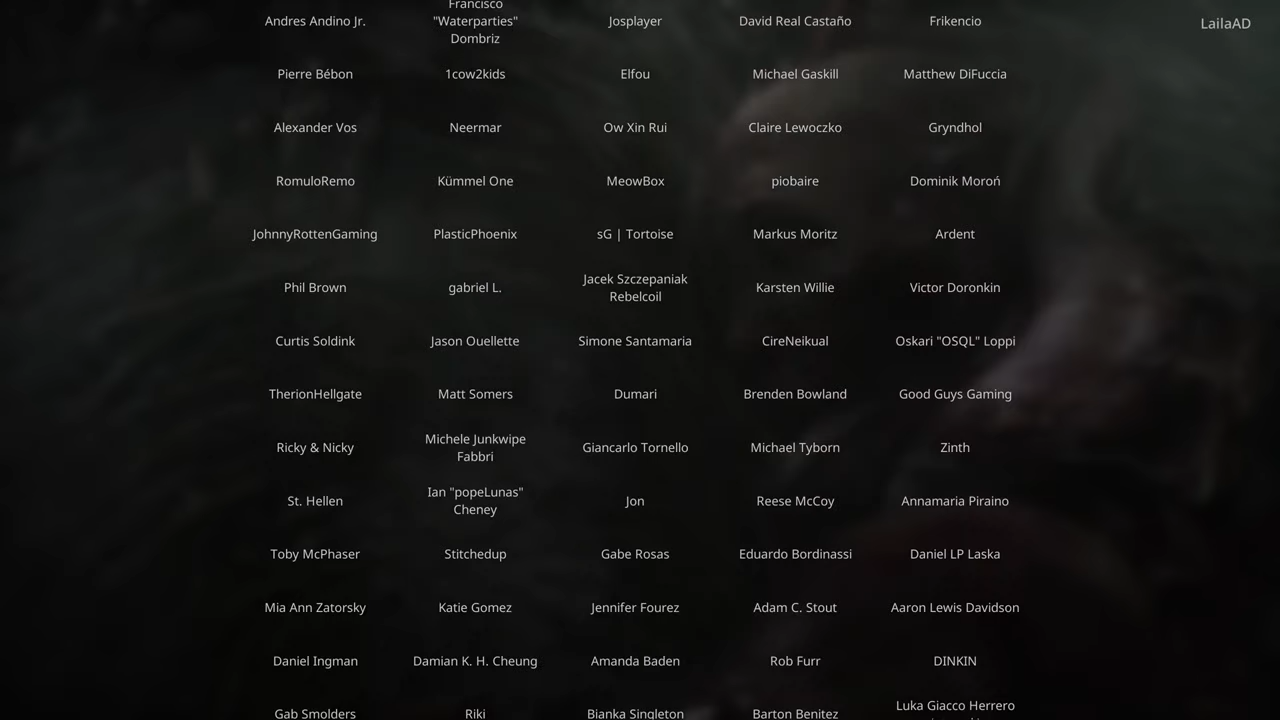 Andres Andino Jr.
Francisco
"Waterparties"
Dombriz
Josplayer
David Real Castaño
Frikencio
LailaAD
Pierre Bébon
1cow2kids
Elfou
Michael Gaskill
Matthew DiFuccia
Alexander Vos
Neermar
Ow Xin Rui
Claire Lewoczko
Gryndhol
RomuloRemo
Kümmel One
MeowBox
piobaire
Dominik Moroń
JohnnyRottenGaming
PlasticPhoenix
sG | Tortoise
Markus Moritz
Ardent
Phil Brown
gabriel L.
Jacek Szczepaniak
Rebelcoil
Karsten Willie
Victor Doronkin
Curtis Soldink
Jason Ouellette
Simone Santamaria
CireNeikual
Oskari "OSQL" Loppi
TherionHellgate
Matt Somers
Dumari
Brenden Bowland
Good Guys Gaming
Ricky & Nicky
Michele Junkwipe
Fabbri
Giancarlo Tornello
Michael Tyborn
Zinth
St. Hellen
Ian "popeLunas"
Cheney
Jon
Reese McCoy
Annamaria Piraino
Toby McPhaser
Stitchedup
Gabe Rosas
Eduardo Bordinassi
Daniel LP Laska
Mia Ann Zatorsky
Katie Gomez
Jennifer Fourez
Adam C. Stout
Aaron Lewis Davidson
Daniel Ingman
Damian K. H. Cheung
Amanda Baden
Rob Furr
DINKIN
Gab Smolders
Riki
Bianka Singleton
Barton Benitez
Luka Giacco Herrero